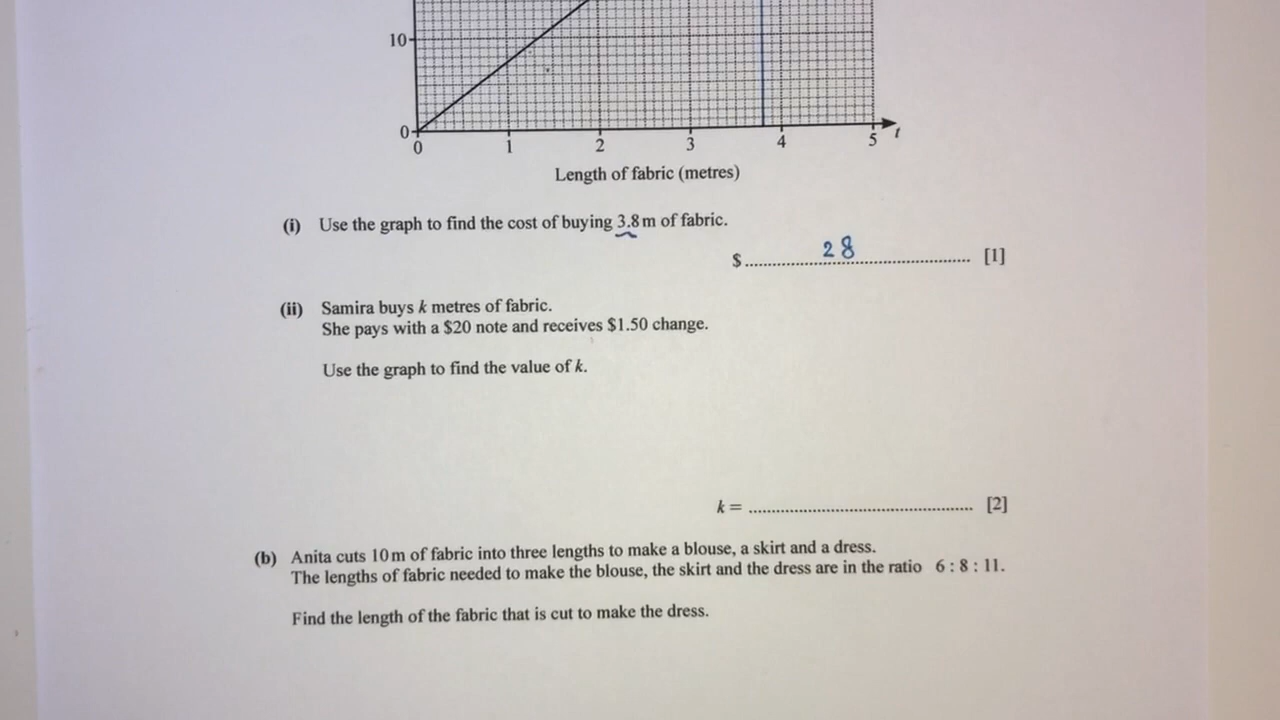 10
0
0 1 2 3 4 5 t
Length of fabric (metres)
(i) Use the graph to find the cost of buying 3.8 m of fabric.
$ ........ 28 ........ [1]
(ii) Samira buys k metres of fabric.
She pays with a $20 note and receives $1.50 change.
Use the graph to find the value of k.
k = ................ [2]
(b) Anita cuts 10 m of fabric into three lengths to make a blouse, a skirt and a dress.
The lengths of fabric needed to make the blouse, the skirt and the dress are in the ratio 6 : 8 : 11.
Find the length of the fabric that is cut to make the dress.